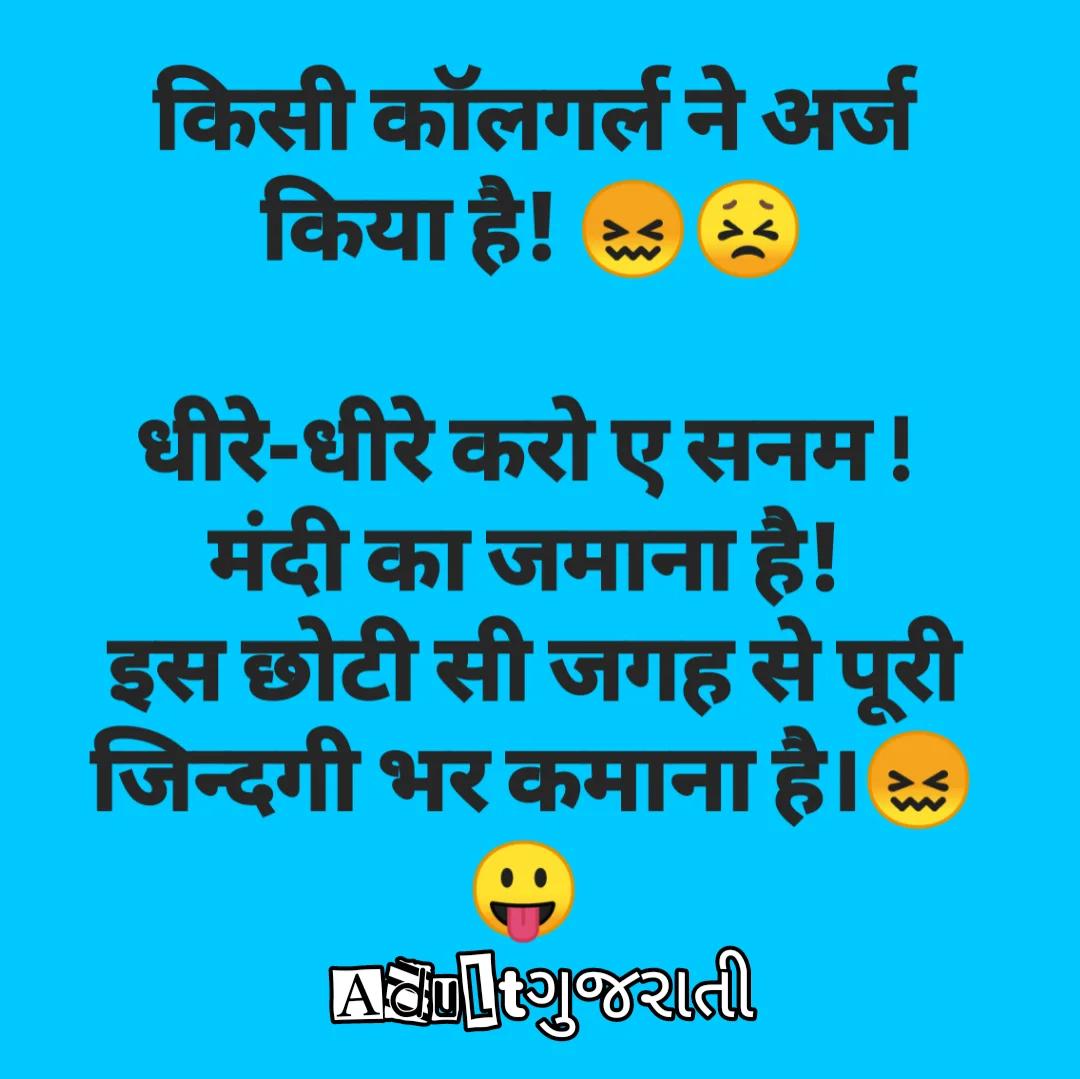 किसी कॉलगर्ल ने अर्ज
किया है! 😖😣
धीरे-धीरे करो ए सनम !
मंदी का जमाना है!
इस छोटी सी जगह से पूरी
जिन्दगी भर कमाना है।😖
😛
Adultગુજરાતી